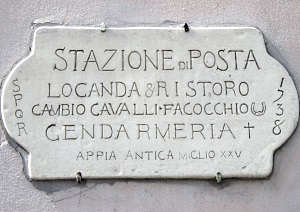 STAZIONE DI POSTA
LOCANDA & RISTORO
CAMBIO CAVALLI·FACOCCHIO
GENDARMERIA †
APPIA ANTICA MIGLIO XXV
SPQR
1738